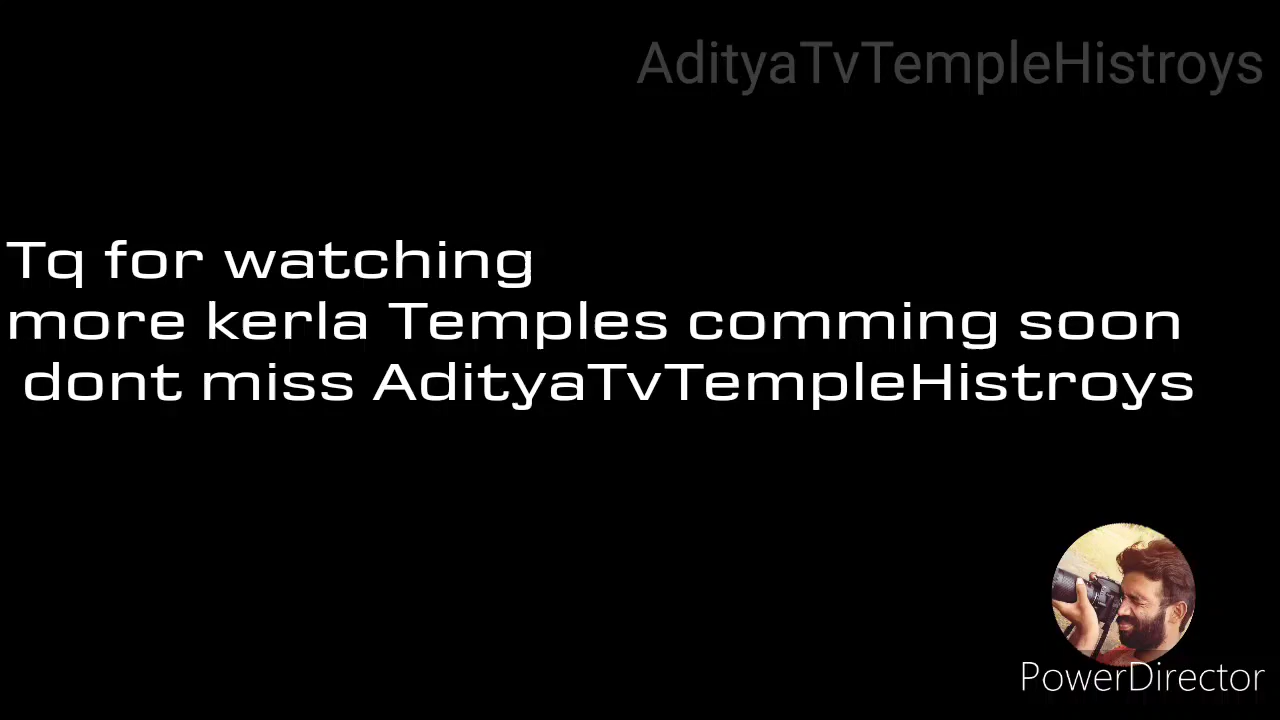 AdityaTvTempleHistroys
Tq for watching
more kerla Temples comming soon
dont miss AdityaTvTempleHistroys
PowerDirector